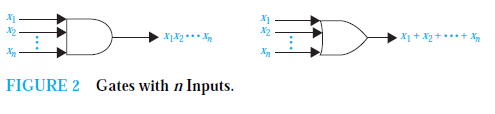 x₁
x₂
xₙ
x₁x₂ ··· xₙ
x₁
x₂
xₙ
x₁ + x₂ + ··· + xₙ
FIGURE 2 Gates with n Inputs.